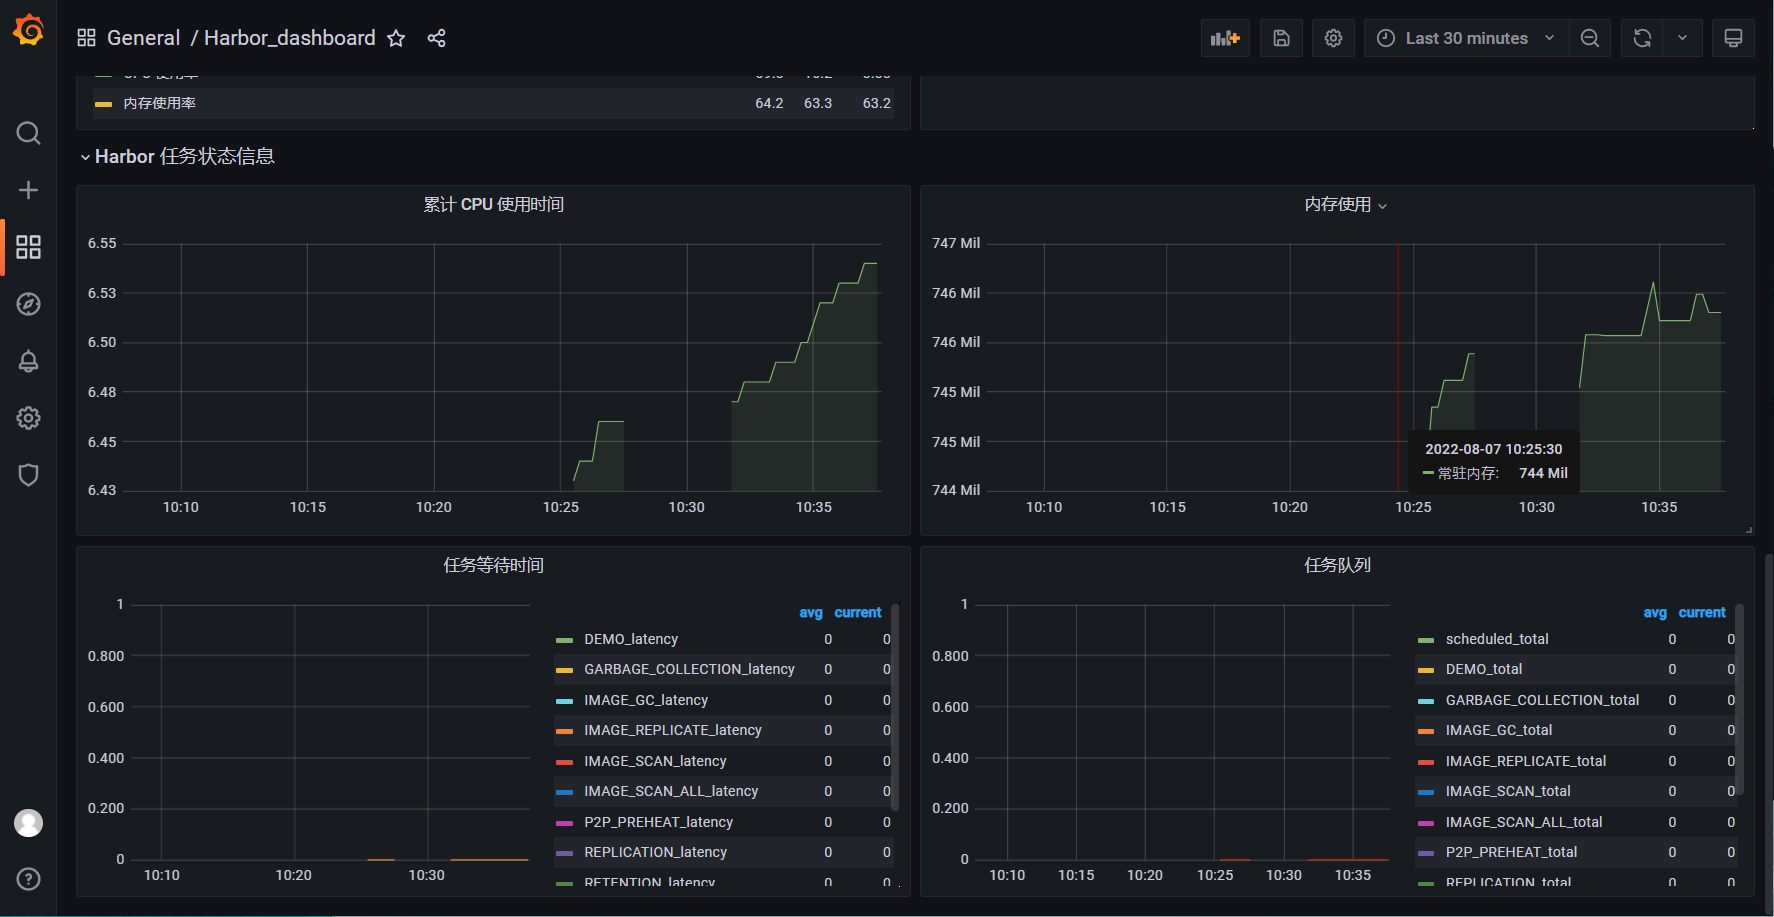 General / Harbor_dashboard
Last 30 minutes
内存使用率 64.2 63.3 63.2
Harbor 任务状态信息
累计 CPU 使用时间
6.55
6.53
6.50
6.48
6.45
6.43
10:10 10:15 10:20 10:25 10:30 10:35
内存使用
747 Mil
746 Mil
746 Mil
745 Mil
745 Mil
744 Mil
2022-08-07 10:25:30
常驻内存: 744 Mil
10:10 10:15 10:20 10:25 10:30 10:35
任务等待时间
1
0.800
0.600
0.400
0.200
0
10:10 10:20 10:30
avg current
DEMO_latency 0 0
GARBAGE_COLLECTION_latency 0 0
IMAGE_GC_latency 0 0
IMAGE_REPLICATE_latency 0 0
IMAGE_SCAN_latency 0 0
IMAGE_SCAN_ALL_latency 0 0
P2P_PREHEAT_latency 0 0
REPLICATION_latency 0 0
RETENTION_latency 0 0
任务队列
1
0.800
0.600
0.400
0.200
0
10:10 10:15 10:20 10:25 10:30 10:35
avg current
scheduled_total 0 0
DEMO_total 0 0
GARBAGE_COLLECTION_total 0 0
IMAGE_GC_total 0 0
IMAGE_REPLICATE_total 0 0
IMAGE_SCAN_total 0 0
IMAGE_SCAN_ALL_total 0 0
P2P_PREHEAT_total 0 0
REPLICATION_total 0 0